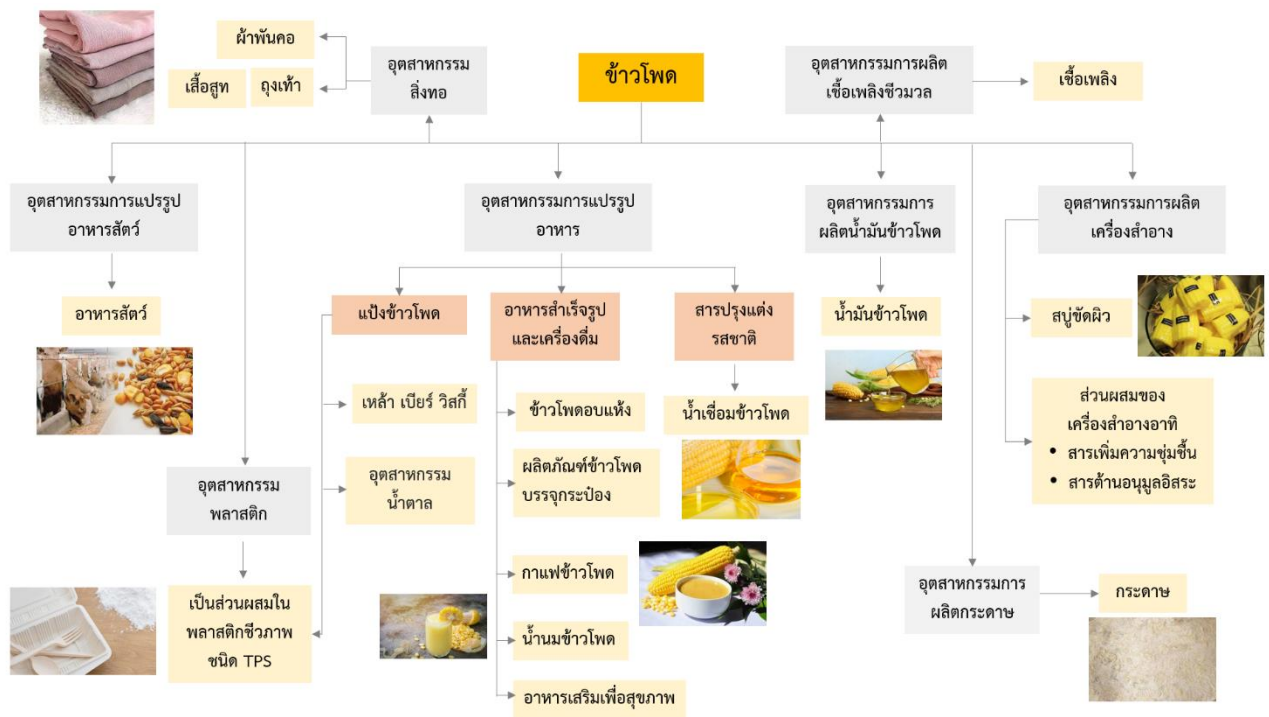 ข้าวโพด
อุตสาหกรรม
สิ่งทอ
ผ้าพันคอ
เสื้อสูท
ถุงเท้า
อุตสาหกรรมการผลิต
เชื้อเพลิงชีวมวล
เชื้อเพลิง
อุตสาหกรรมการแปรรูป
อาหารสัตว์
อาหารสัตว์
อุตสาหกรรม
พลาสติก
เป็นส่วนผสมใน
พลาสติกชีวภาพ
ชนิด TPS
อุตสาหกรรมการแปรรูป
อาหาร
แป้งข้าวโพด
เหล้า เบียร์ วิสกี้
อุตสาหกรรม
น้ำตาล
อาหารสำเร็จรูป
และเครื่องดื่ม
ข้าวโพดอบแห้ง
ผลิตภัณฑ์ข้าวโพด
บรรจุกระป๋อง
กาแฟข้าวโพด
น้ำนมข้าวโพด
อาหารเสริมเพื่อสุขภาพ
สารปรุงแต่ง
รสชาติ
น้ำเชื่อมข้าวโพด
อุตสาหกรรมการ
ผลิตน้ำมันข้าวโพด
น้ำมันข้าวโพด
อุตสาหกรรมการผลิต
เครื่องสำอาง
สบู่ขัดผิว
ส่วนผสมของ
เครื่องสำอางอาทิ
• สารเพิ่มความชุ่มชื้น
• สารต้านอนุมูลอิสระ
อุตสาหกรรมการ
ผลิตกระดาษ
กระดาษ